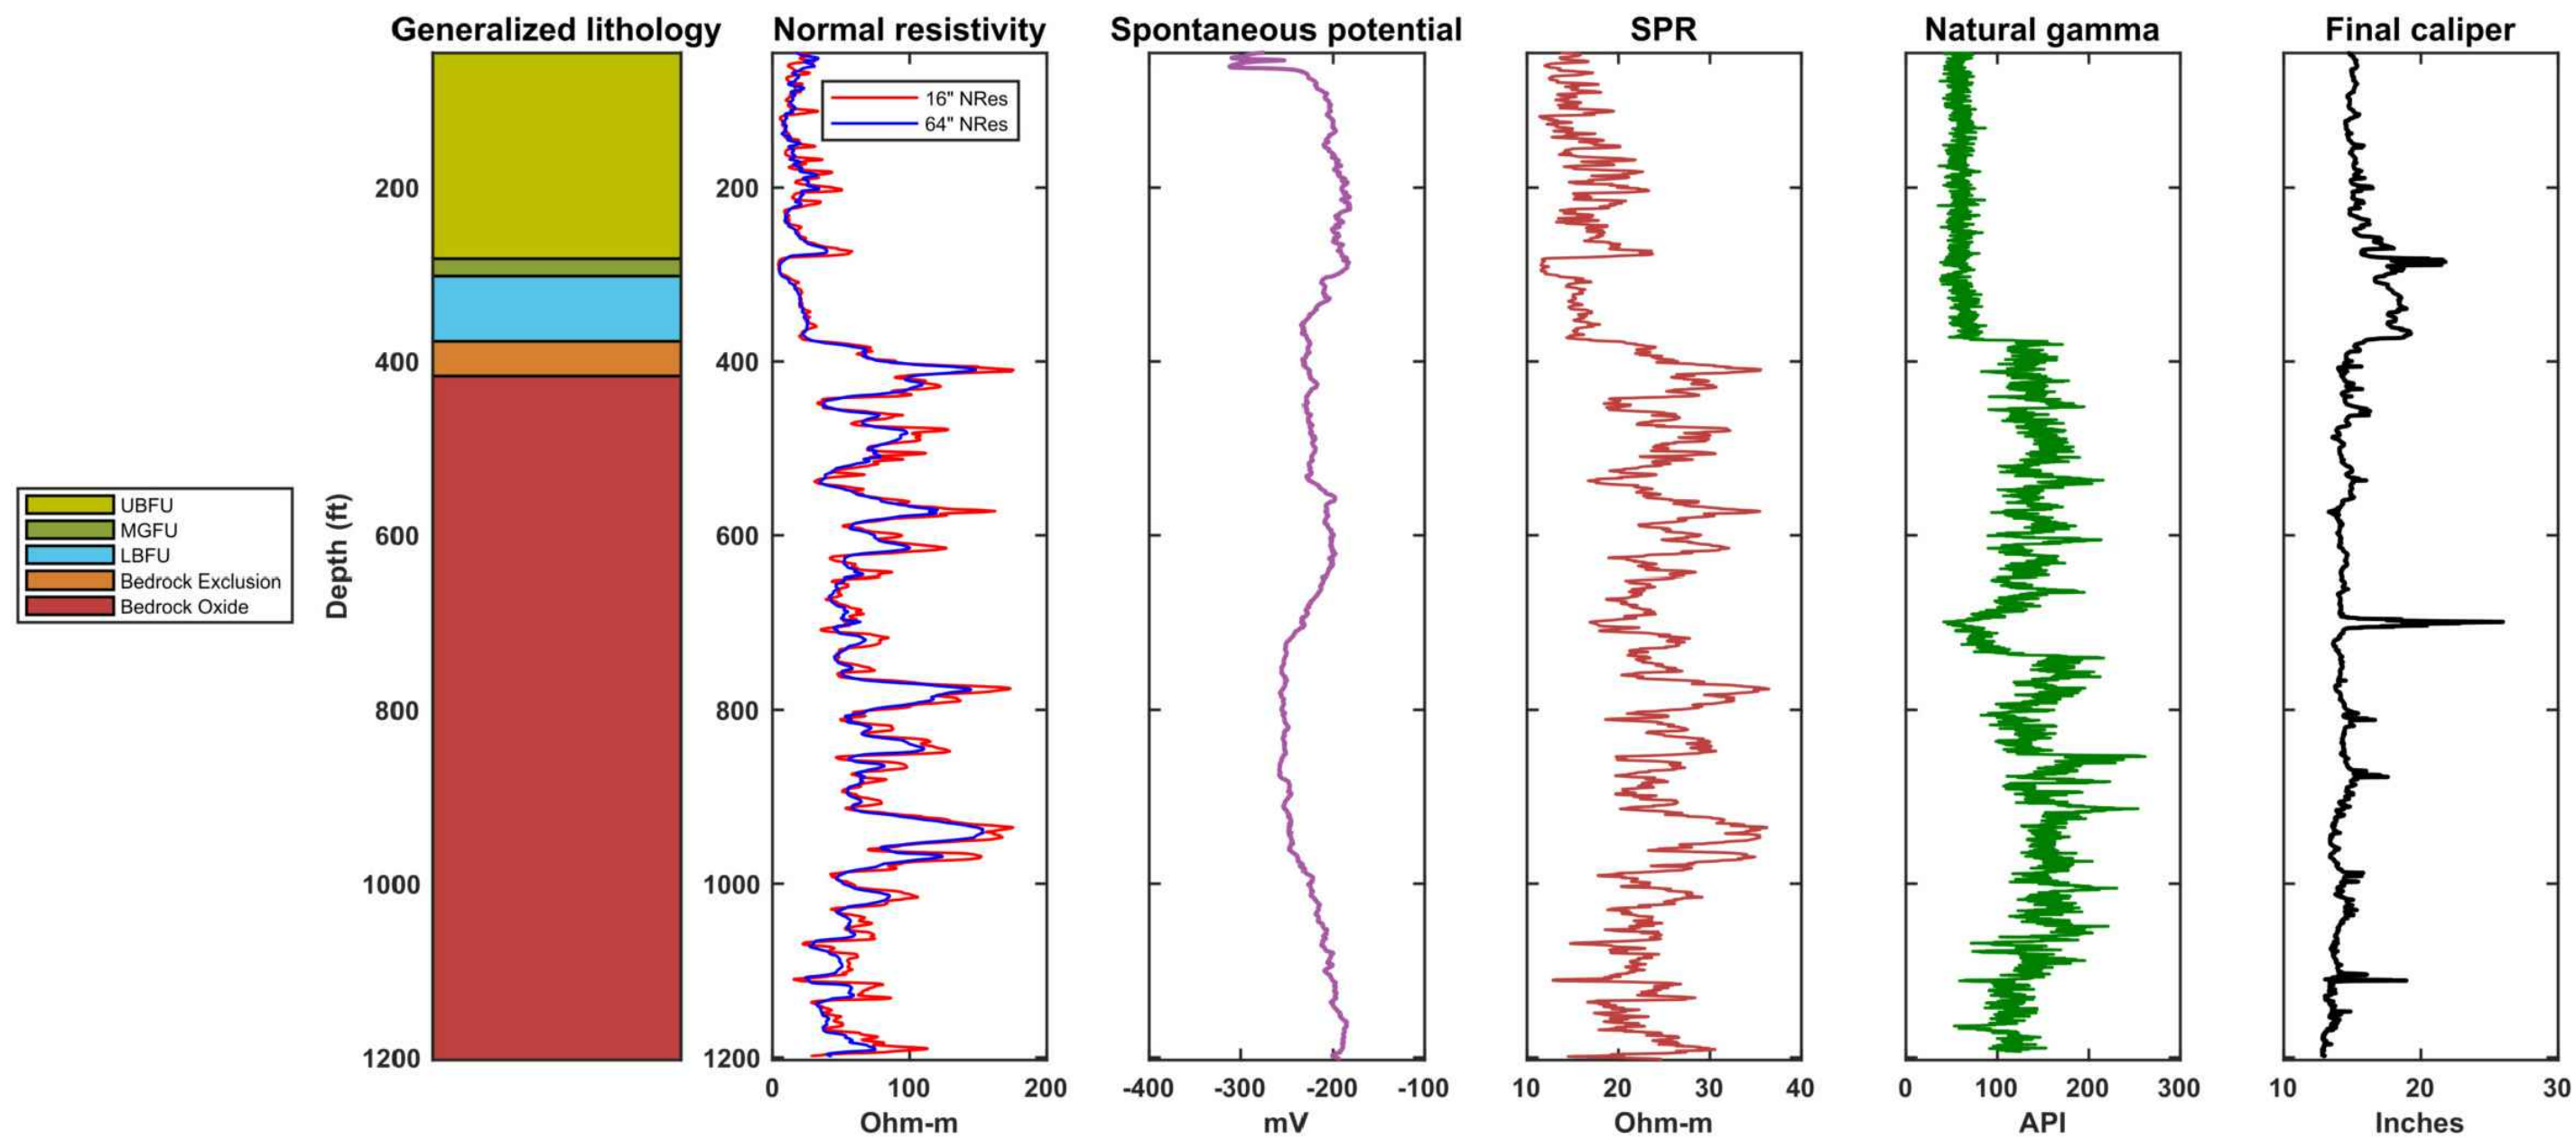 Generalized lithology
Normal resistivity
Spontaneous potential
SPR
Natural gamma
Final caliper
16" NRes
64" NRes
UBFU
MGFU
LBFU
Bedrock Exclusion
Bedrock Oxide
Depth (ft)
200
400
600
800
1000
1200
200
400
600
800
1000
1200
0 100 200
Ohm-m
-400 -300 -200 -100
mV
10 20 30 40
Ohm-m
0 100 200 300
API
10 20 30
Inches